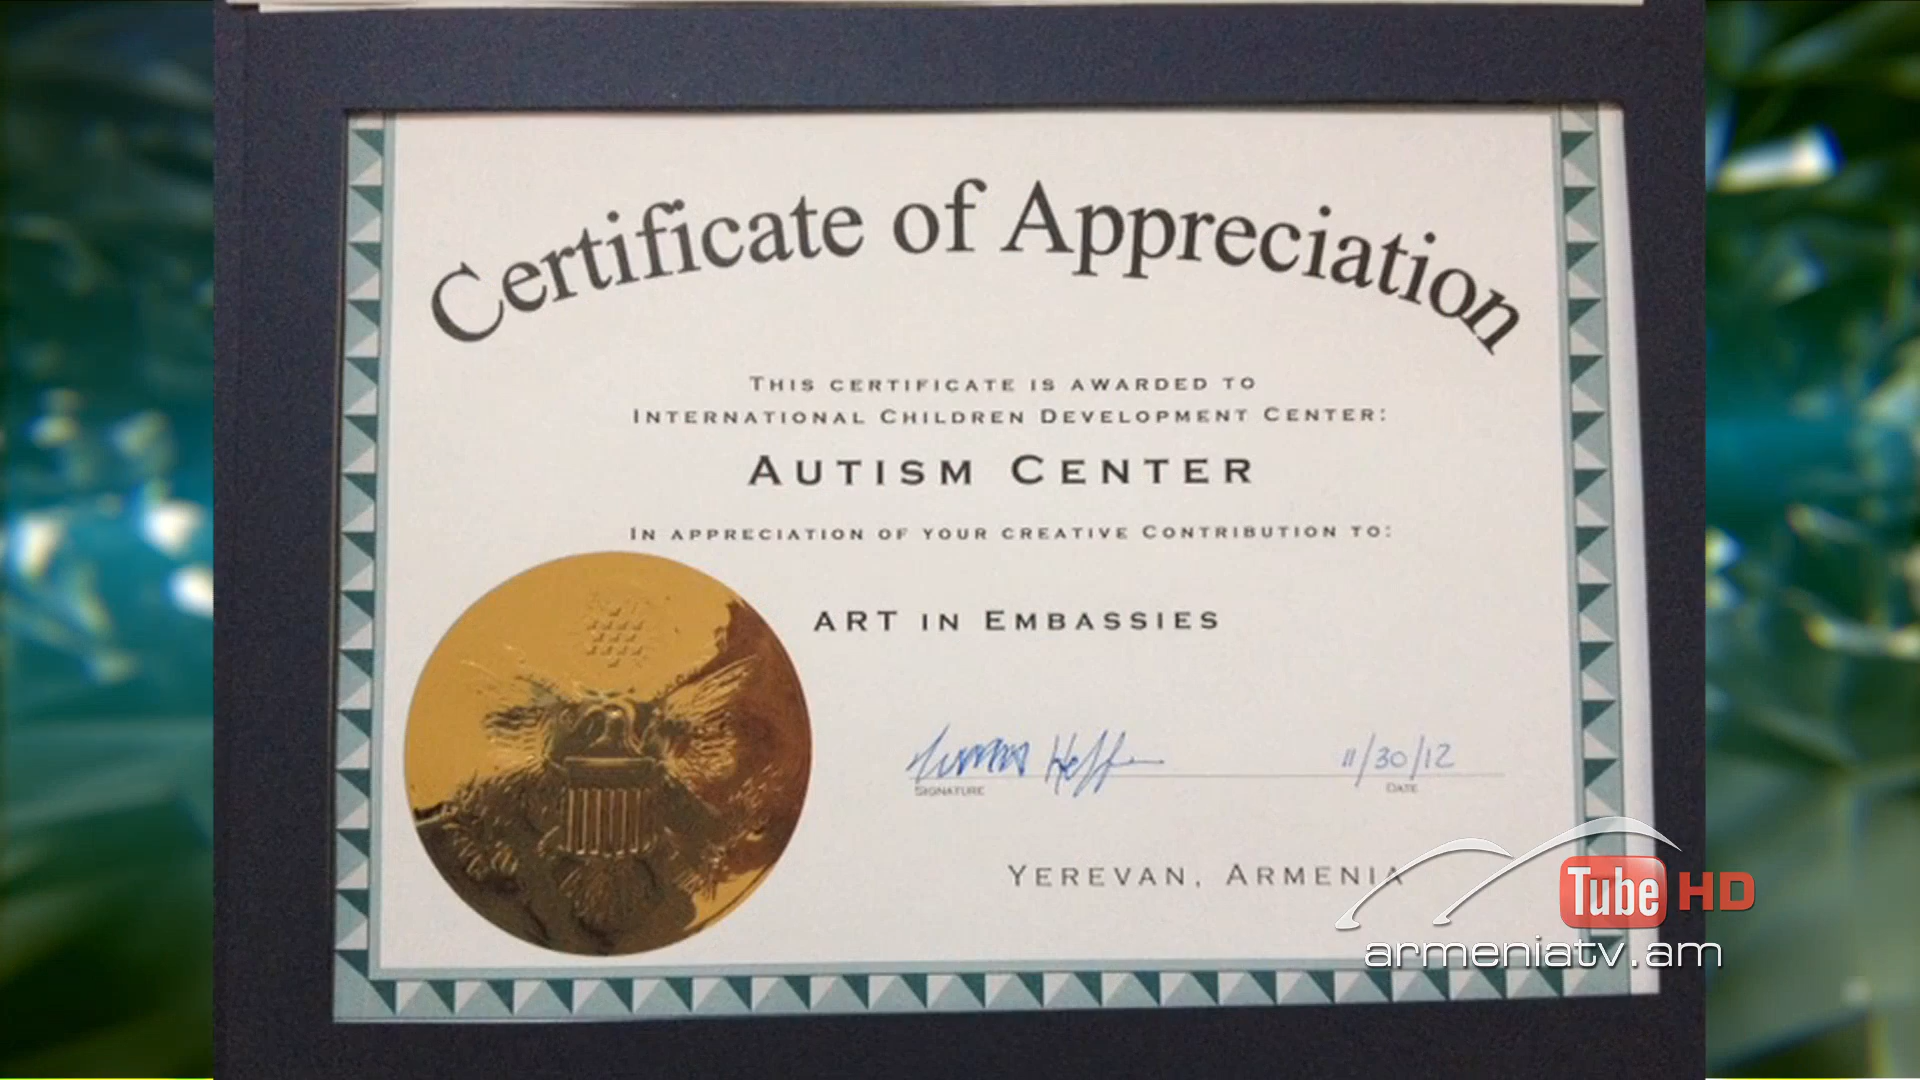 Certificate of Appreciation
THIS CERTIFICATE IS AWARDED TO
INTERNATIONAL CHILDREN DEVELOPMENT CENTER:
AUTISM CENTER
IN APPRECIATION OF YOUR CREATIVE CONTRIBUTION TO:
ART IN EMBASSIES
11/30/12
SIGNATURE DATE
YEREVAN, ARMENIA
Tube HD
armeniatv.am